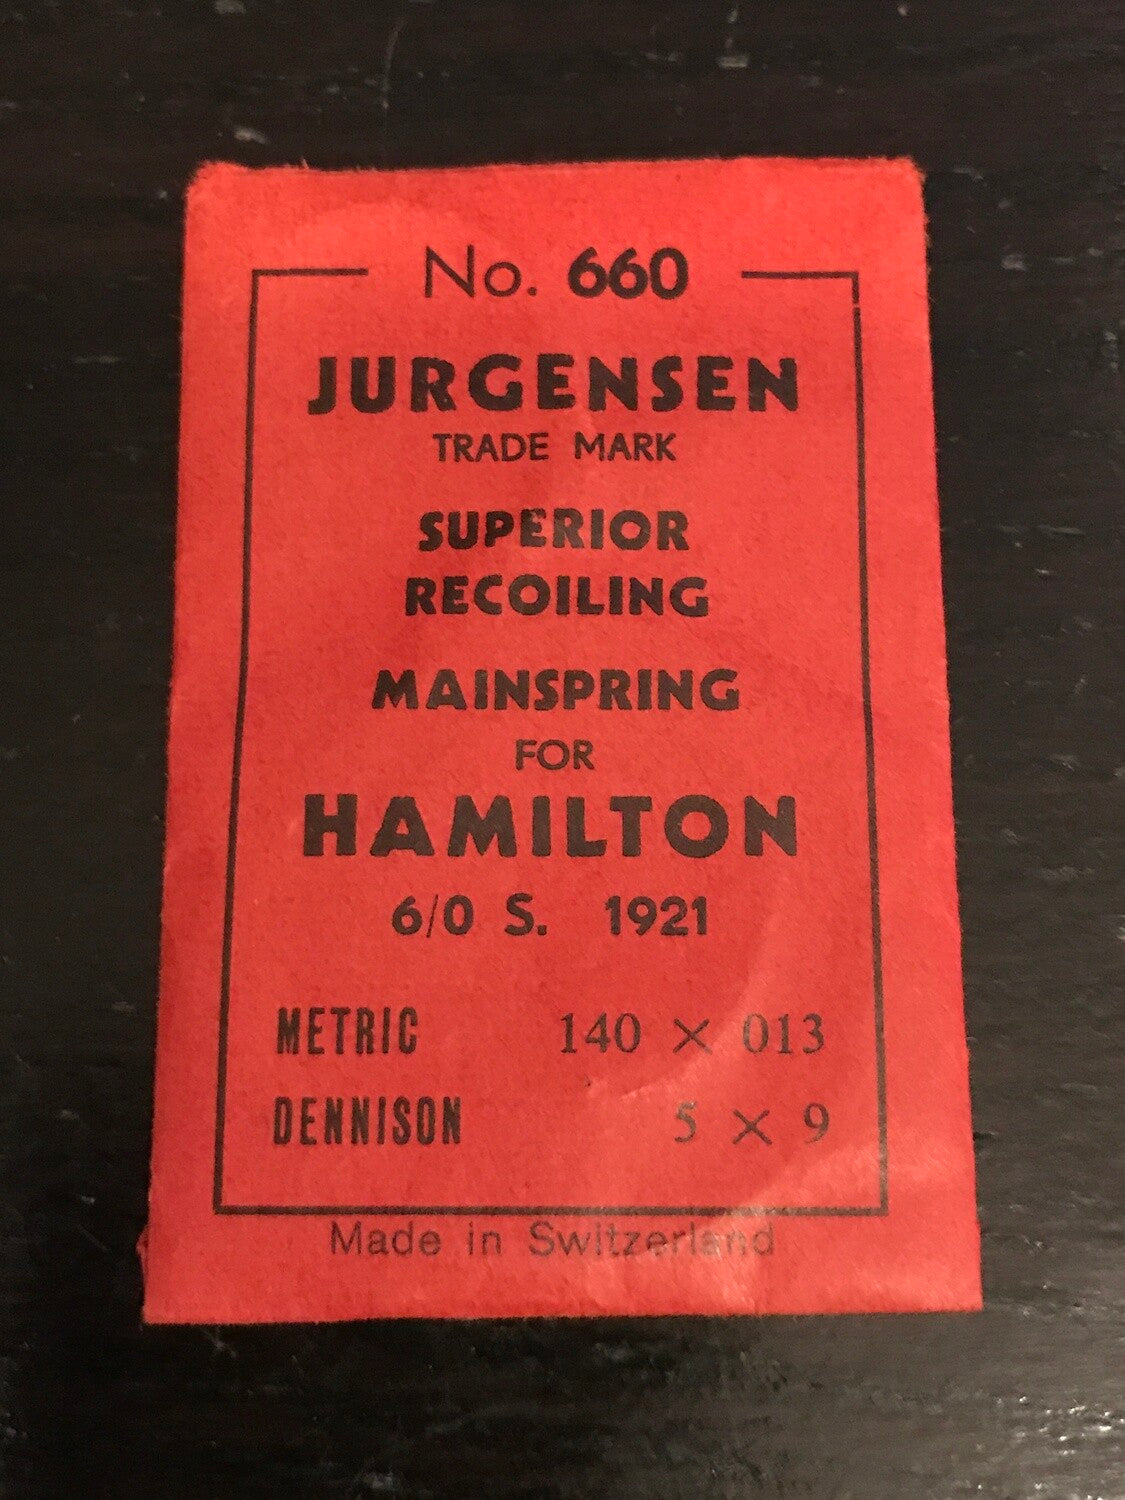 No. 660
JURGENSEN
TRADE MARK
SUPERIOR
RECOILING
MAINSPRING
FOR
HAMILTON
6/0 S. 1921
METRIC 140 × 013
DENNISON 5 × 9
Made in Switzerland